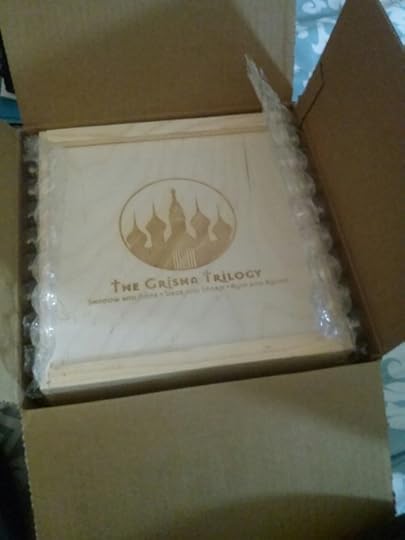 The Grisha Trilogy
Shadow and Bone • Siege and Storm • Ruin and Rising